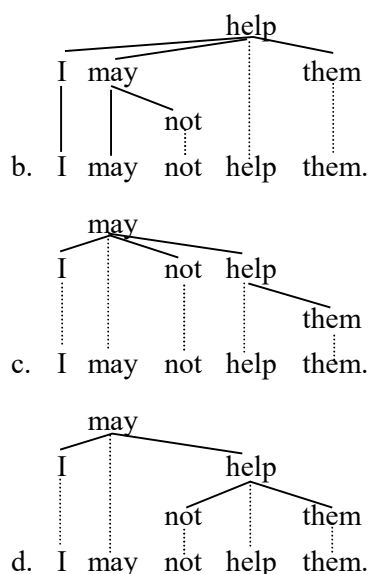 help
I may them
not
b. I may not help them.
may
I not help
them
c. I may not help them.
may
I help
not them
d. I may not help them.